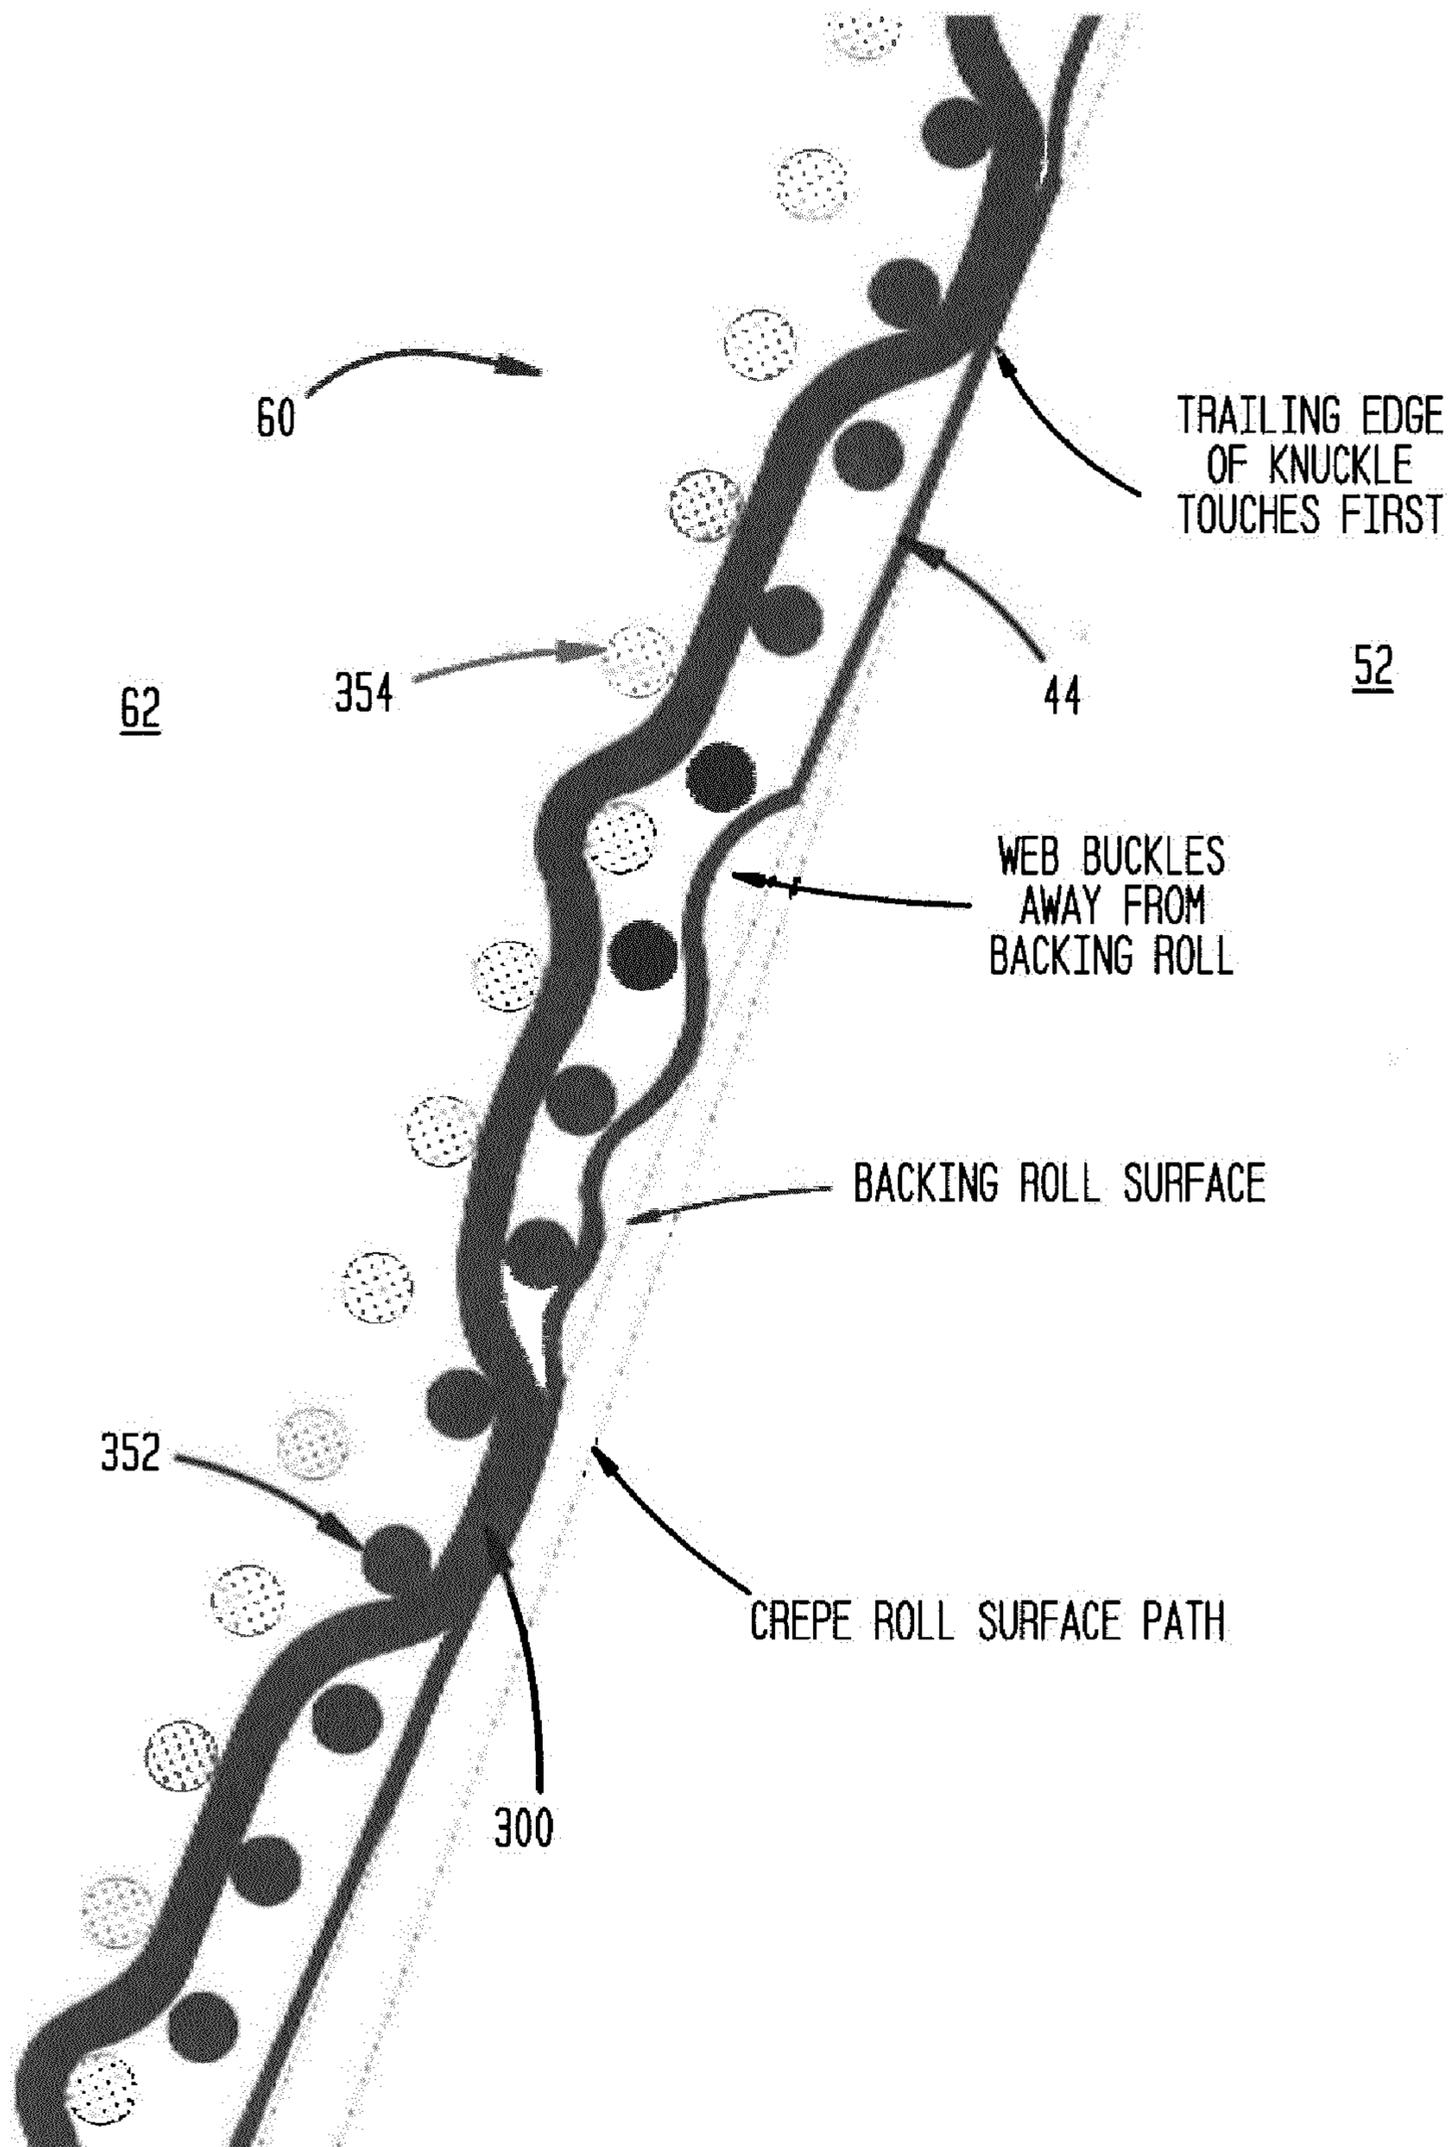 60
TRAILING EDGE
OF KNUCKLE
TOUCHES FIRST
354
62
44
52
WEB BUCKLES
AWAY FROM
BACKING ROLL
BACKING ROLL SURFACE
352
CREPE ROLL SURFACE PATH
300